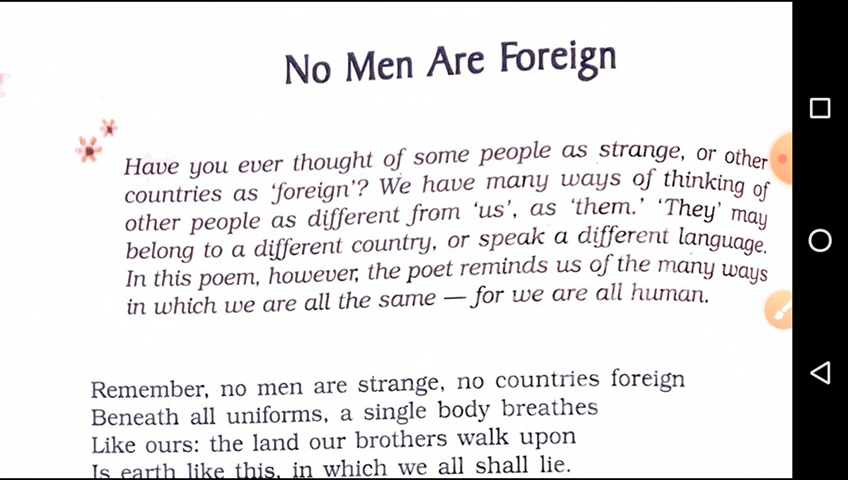 No Men Are Foreign
Have you ever thought of some people as strange, or other
countries as ‘foreign’? We have many ways of thinking of
other people as different from ‘us’, as ‘them.’ ‘They’ may
belong to a different country, or speak a different language.
In this poem, however, the poet reminds us of the many ways
in which we are all the same — for we are all human.
Remember, no men are strange, no countries foreign
Beneath all uniforms, a single body breathes
Like ours: the land our brothers walk upon
Is earth like this, in which we all shall lie.